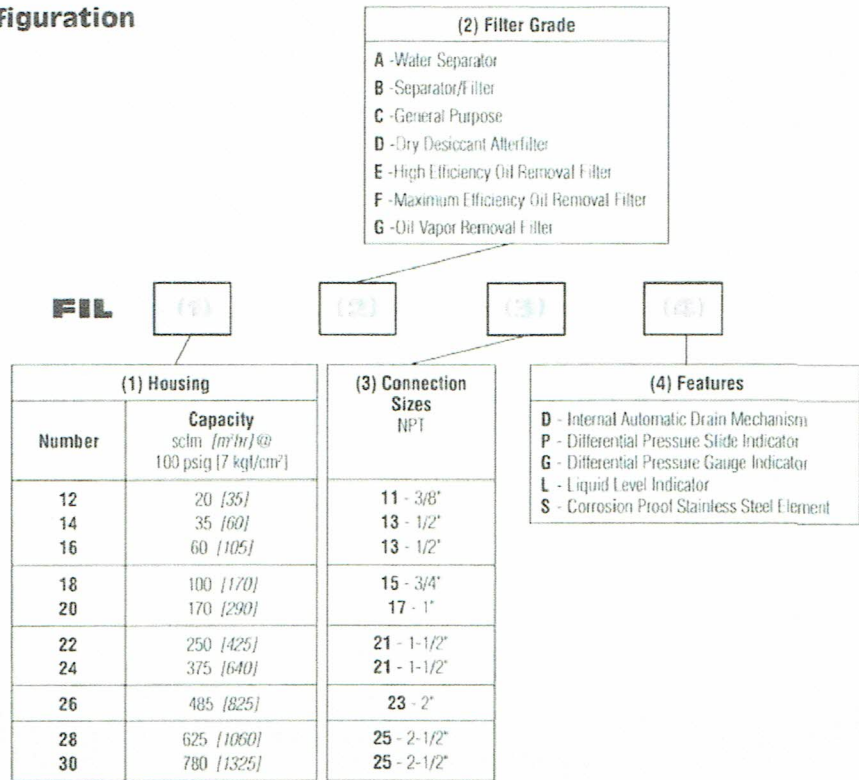 figuration
(2) Filter Grade
A -Water Separator
B -Separator/Filter
C -General Purpose
D -Dry Desiccant Afterfilter
E -High Efficiency Oil Removal Filter
F -Maximum Efficiency Oil Removal Filter
G -Oil Vapor Removal Filter
FIL (1) (2) (3) (4)
(1) Housing
Number
Capacity
scfm [m³hr] @
100 psig [7 kgf/cm²]
12 20 [35]
14 35 [60]
16 60 [105]
18 100 [170]
20 170 [290]
22 250 [425]
24 375 [640]
26 485 [825]
28 625 [1060]
30 780 [1325]
(3) Connection
Sizes
NPT
11 - 3/8"
13 - 1/2"
13 - 1/2"
15 - 3/4"
17 - 1"
21 - 1-1/2"
21 - 1-1/2"
23 - 2"
25 - 2-1/2"
25 - 2-1/2"
(4) Features
D - Internal Automatic Drain Mechanism
P - Differential Pressure Slide Indicator
G - Differential Pressure Gauge Indicator
L - Liquid Level Indicator
S - Corrosion Proof Stainless Steel Element